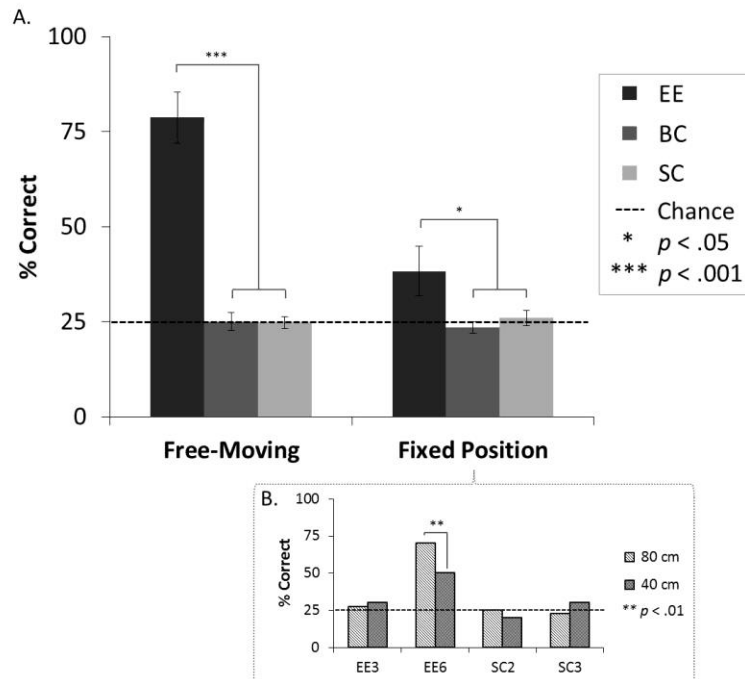 A.
100
75
50
25
0
% Correct
***
*
EE
BC
SC
Chance
* p < .05
*** p < .001
Free-Moving
Fixed Position
B.
100
75
50
25
0
% Correct
**
80 cm
40 cm
** p < .01
EE3
EE6
SC2
SC3